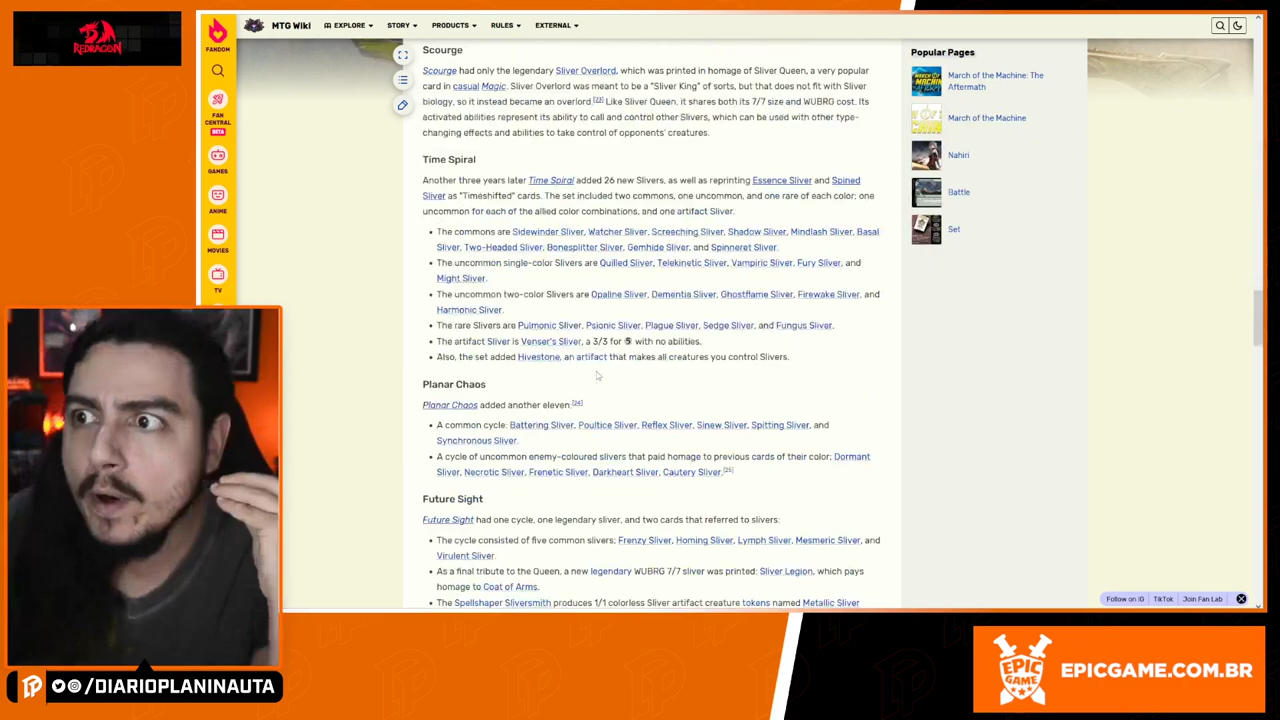 REDRAGON
FANDOM
FAN CENTRAL
BETA
GAMES
ANIME
MOVIES
TV
MTG Wiki
EXPLORE
STORY
PRODUCTS
RULES
EXTERNAL
Scourge
Scourge had only the legendary Sliver Overlord, which was printed in homage of Sliver Queen, a very popular
card in casual Magic. Sliver Overlord was meant to be a "Sliver King" of sorts, but that does not fit with Sliver
biology, so it instead became an overlord.[23] Like Sliver Queen, it shares both its 7/7 size and WUBRG cost. Its
activated abilities represent its ability to call and control other Slivers, which can be used with other type-
changing effects and abilities to take control of opponents' creatures.
Time Spiral
Another three years later Time Spiral added 26 new Slivers, as well as reprinting Essence Sliver and Spined
Sliver as "Timeshifted" cards. The set included two commons, one uncommon, and one rare of each color; one
uncommon for each of the allied color combinations, and one artifact Sliver.
• The commons are Sidewinder Sliver, Watcher Sliver, Screeching Sliver, Shadow Sliver, Mindlash Sliver, Basal
Sliver, Two-Headed Sliver, Bonesplitter Sliver, Gemhide Sliver, and Spinneret Sliver.
• The uncommon single-color Slivers are Quilled Sliver, Telekinetic Sliver, Vampiric Sliver, Fury Sliver, and
Might Sliver.
• The uncommon two-color Slivers are Opaline Sliver, Dementia Sliver, Ghostflame Sliver, Firewake Sliver, and
Harmonic Sliver.
• The rare Slivers are Pulmonic Sliver, Psionic Sliver, Plague Sliver, Sedge Sliver, and Fungus Sliver.
• The artifact Sliver is Venser's Sliver, a 3/3 for 5 with no abilities.
• Also, the set added Hivestone, an artifact that makes all creatures you control Slivers.
Planar Chaos
Planar Chaos added another eleven:[24]
• A common cycle: Battering Sliver, Poultice Sliver, Reflex Sliver, Sinew Sliver, Spitting Sliver, and
Synchronous Sliver.
• A cycle of uncommon enemy-coloured slivers that paid homage to previous cards of their color; Dormant
Sliver, Necrotic Sliver, Frenetic Sliver, Darkheart Sliver, Cautery Sliver.[25]
Future Sight
Future Sight had one cycle, one legendary sliver, and two cards that referred to slivers:
• The cycle consisted of five common slivers; Frenzy Sliver, Homing Sliver, Lymph Sliver, Mesmeric Sliver, and
Virulent Sliver.
• As a final tribute to the Queen, a new legendary WUBRG 7/7 sliver was printed: Sliver Legion, which pays
homage to Coat of Arms.
• The Spellshaper Sliversmith produces 1/1 colorless Sliver artifact creature tokens named Metallic Sliver
Popular Pages
March of the Machine: The
Aftermath
March of the Machine
Nahiri
Battle
Set
Follow on IG
TikTok
Join Fan Lab
/DIARIOPLANINAUTA
EPIC
GAME
EPICGAME.COM.BR